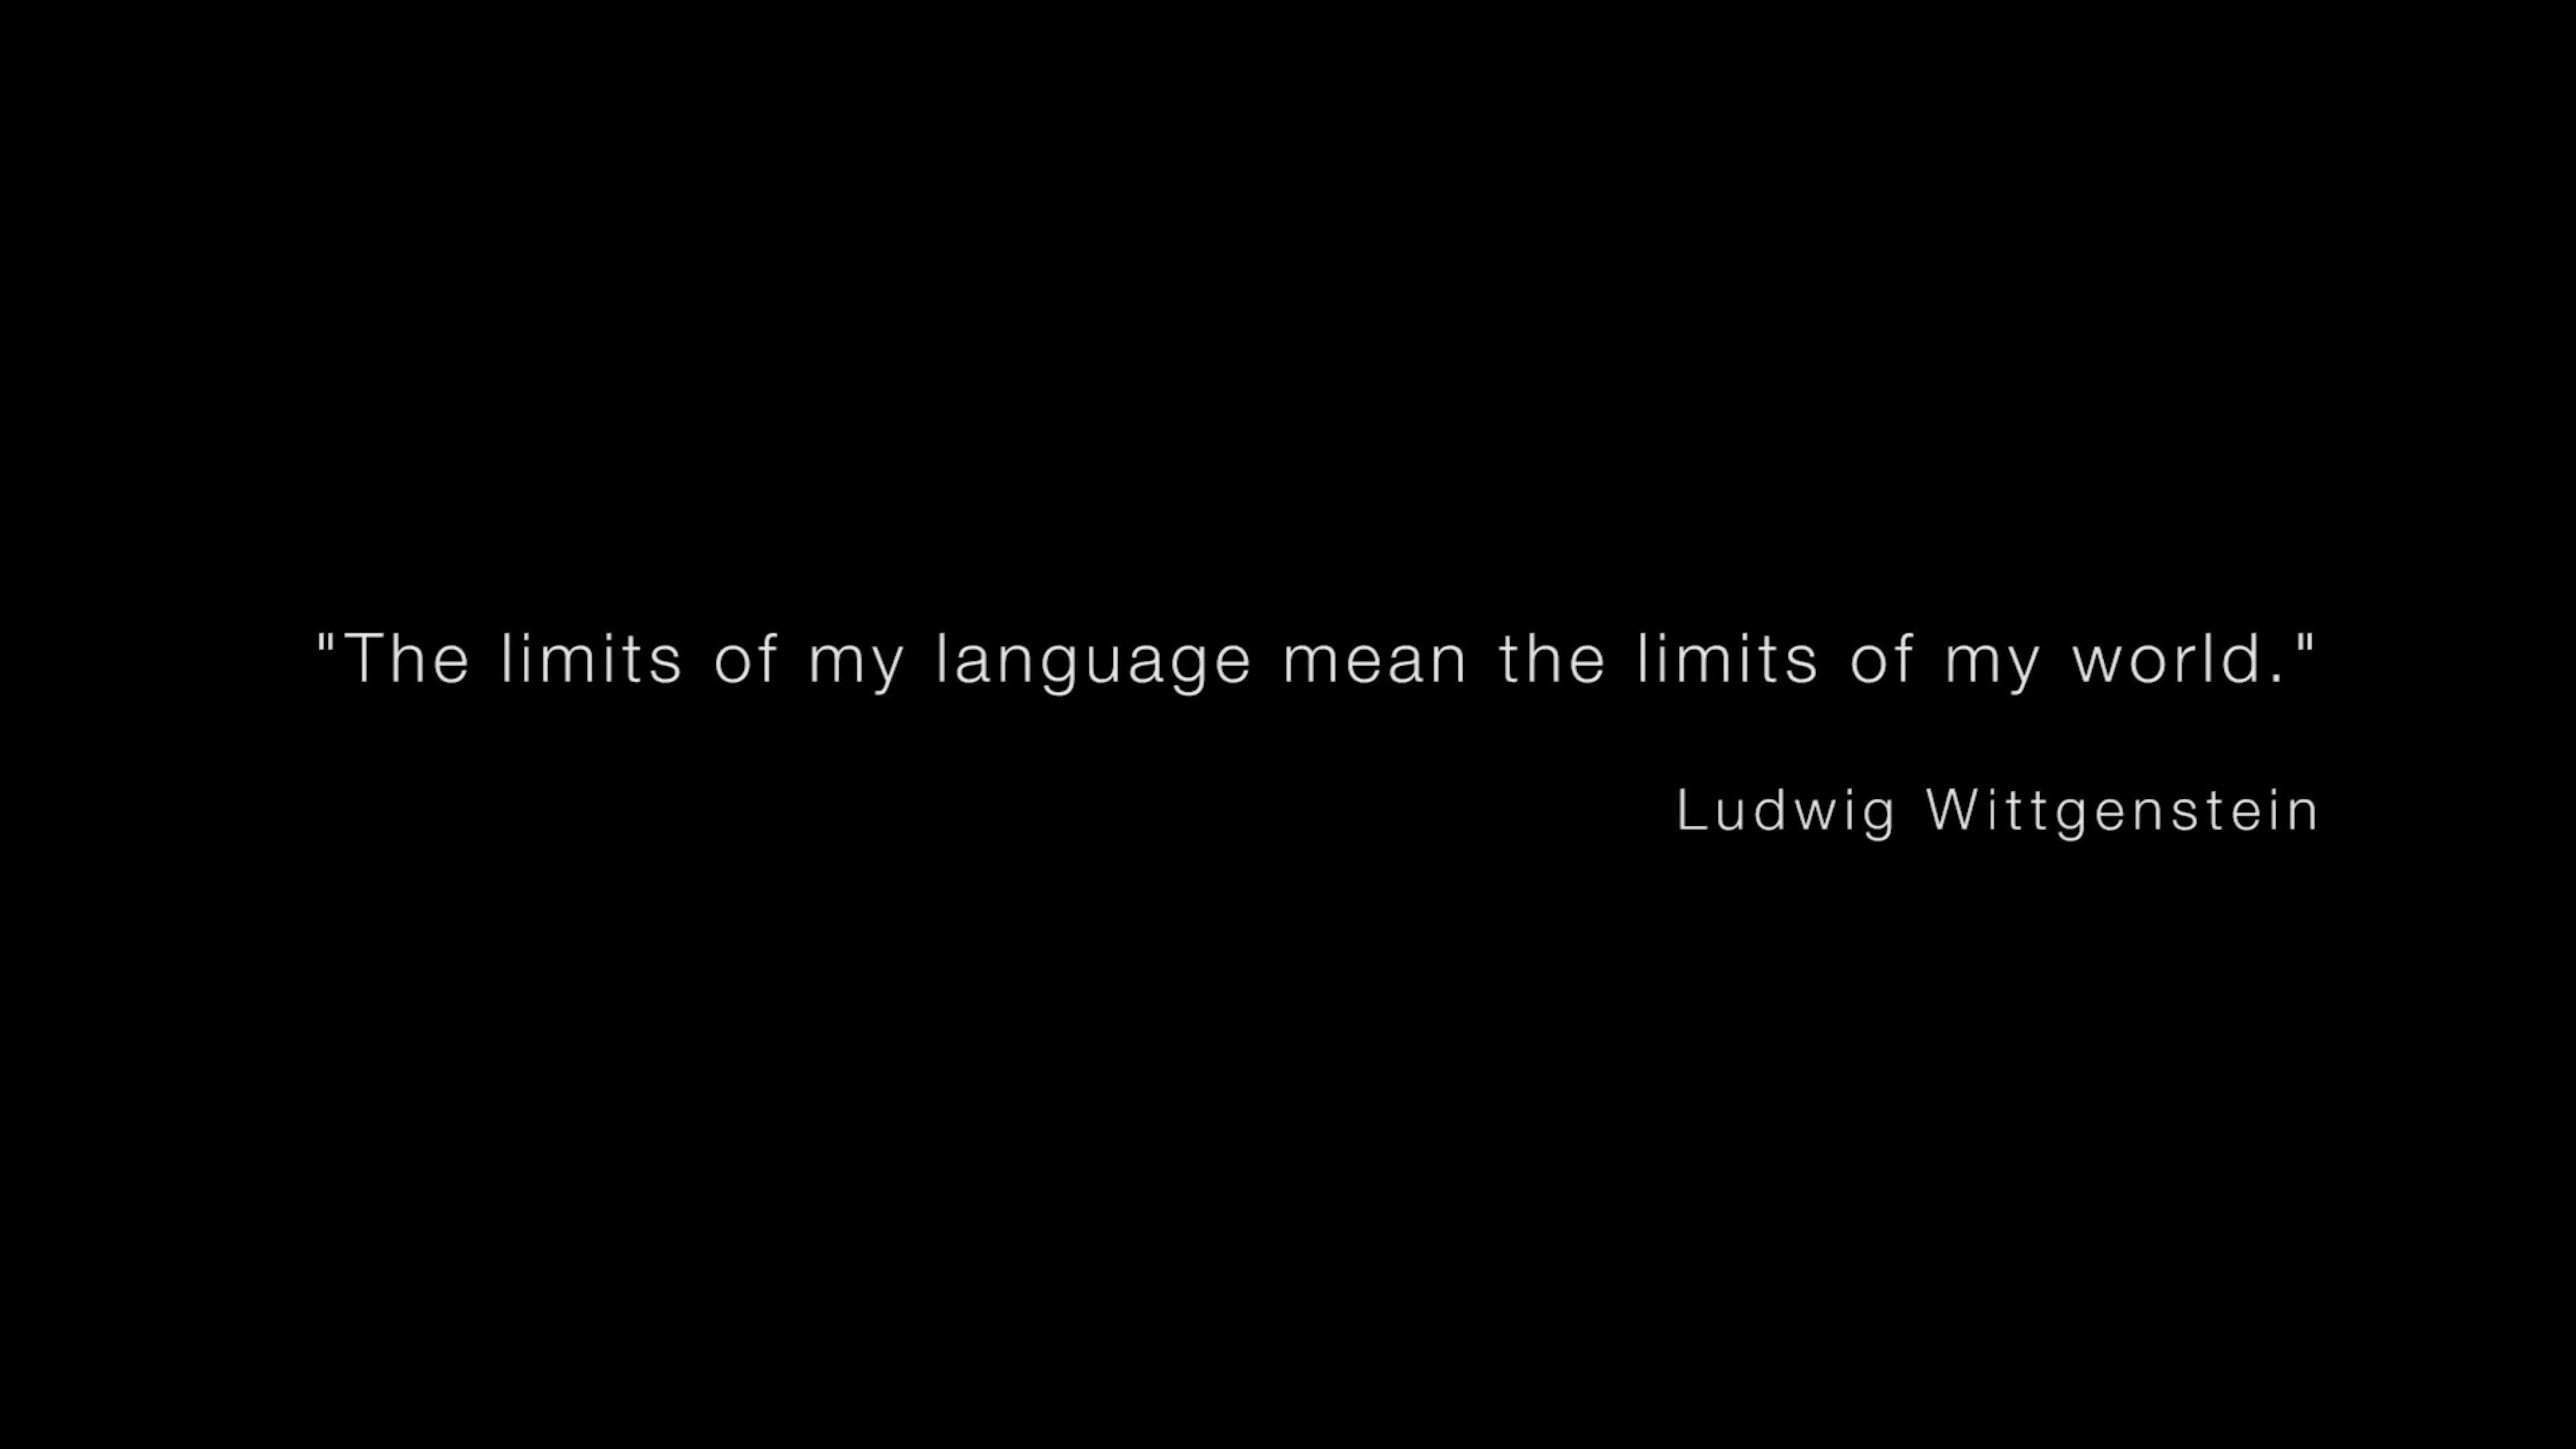 "The limits of my language mean the limits of my world."
Ludwig Wittgenstein